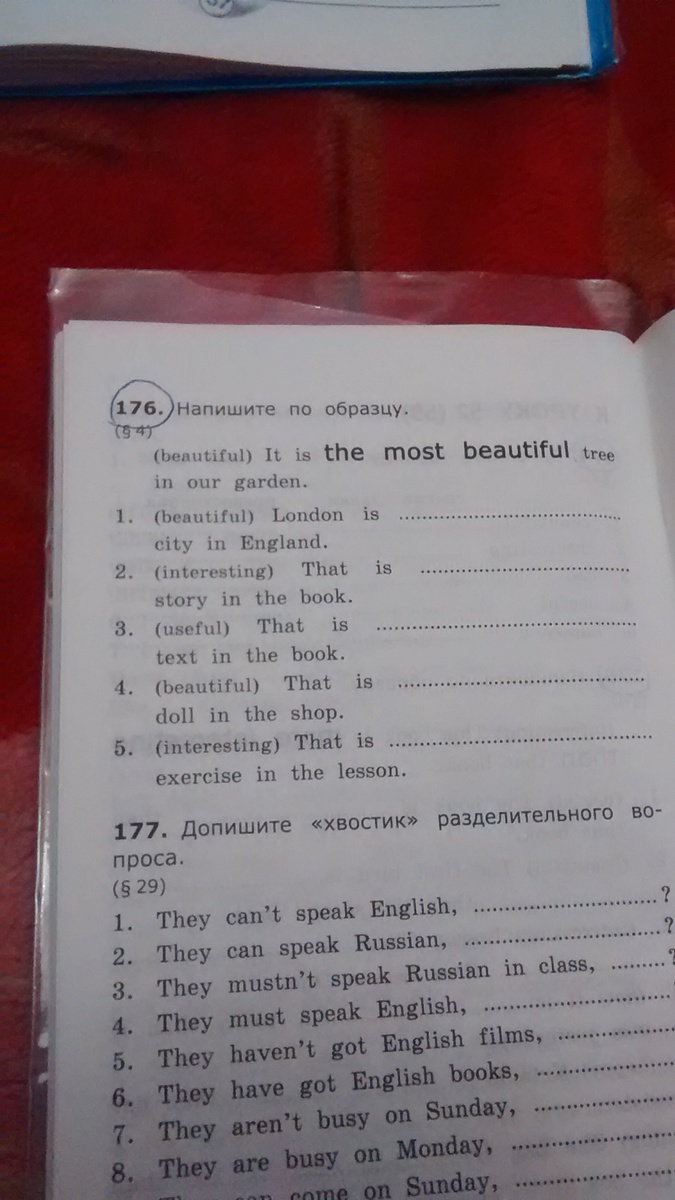 176. Напишите по образцу.
(§ 4)
(beautiful) It is the most beautiful tree
in our garden.
1. (beautiful) London is ........................................
city in England.
2. (interesting) That is ........................................
story in the book.
3. (useful) That is ........................................
text in the book.
4. (beautiful) That is ........................................
doll in the shop.
5. (interesting) That is ........................................
exercise in the lesson.
177. Допишите «хвостик» разделительного во-
проса.
(§ 29)
1. They can't speak English, ..............................?
2. They can speak Russian, ..............................?
3. They mustn't speak Russian in class, .........?
4. They must speak English, ..............................
5. They haven't got English films, ....................
6. They have got English books, ......................
7. They aren't busy on Sunday, ......................
8. They are busy on Monday, ........................
come on Sunday, ........................